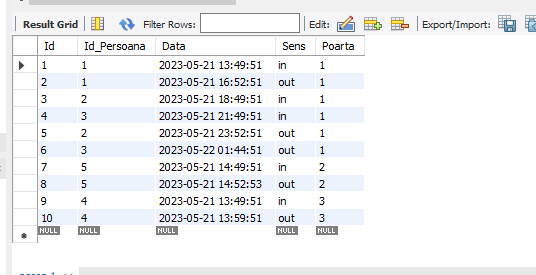 Result Grid Filter Rows: Edit: Export/Import:
Id Id_Persoana Data Sens Poarta
1 1 2023-05-21 13:49:51 in 1
2 1 2023-05-21 16:52:51 out 1
3 2 2023-05-21 18:49:51 in 1
4 3 2023-05-21 21:49:51 in 1
5 2 2023-05-21 23:52:51 out 1
6 3 2023-05-22 01:44:51 out 1
7 5 2023-05-21 14:49:51 in 2
8 5 2023-05-21 14:52:53 out 2
9 4 2023-05-21 13:49:51 in 3
10 4 2023-05-21 13:59:51 out 3
NULL NULL NULL NULL NULL